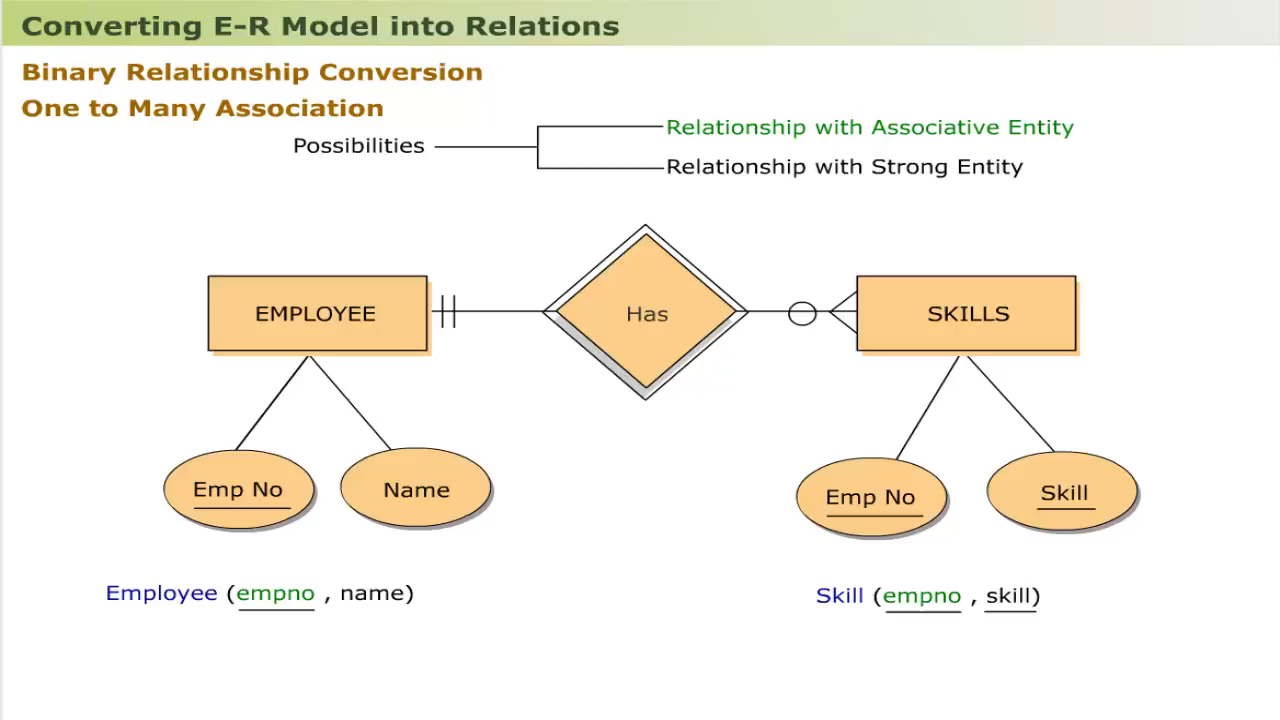 Converting E-R Model into Relations
Binary Relationship Conversion
One to Many Association
Relationship with Associative Entity
Possibilities
Relationship with Strong Entity
EMPLOYEE
Has
SKILLS
Emp No
Name
Emp No
Skill
Employee (empno , name)
Skill (empno , skill)